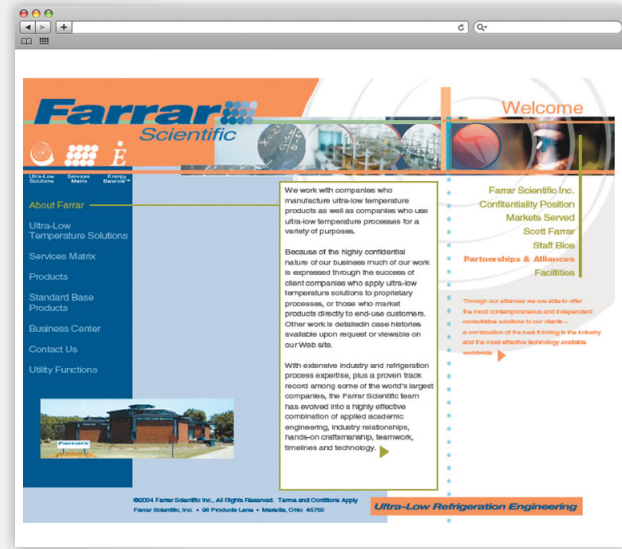 Welcome
Farrar
Scientific
Ė
Ultra-Low Solutions
Services Matrix
Energy Balance™
About Farrar
Ultra-Low
Temperature Solutions
Services Matrix
Products
Standard Base
Products
Business Center
Contact Us
Utility Functions
We work with companies who
manufacture ultra-low temperature
products as well as companies who use
ultra-low temperature processes for a
variety of purposes.
Because of the highly confidential
nature of our business much of our work
is expressed through the success of
client companies who apply ultra-low
temperature solutions to proprietary
processes, or those who market
products directly to end-use customers.
Other work is detailedin case histories
available upon request or viewable on
our Web site.
With extensive industry and refrigeration
process expertise, plus a proven track
record among some of the world's largest
companies, the Farrar Scientific team
has evolved into a highly effective
combination of applied academic
engineering, industry relationships,
hands-on craftsmanship, teamwork,
timelines and technology.
Farrar Scientific Inc.
Confitentiality Position
Markets Served
Scott Farrar
Staff Bios
Partnerships & Alliances
Faciltities
Through our alliances we are able to offer
the most contemporaneous and independent
consultative solutions to our clients –
a combination of the best thinking in the industry
and the most effective technology available
worldwide.
Farrars
©2004 Farrar Scientific Inc., All Rights Reserved. Terms and Conditions Apply
Farrar Scientific, Inc. • 96 Products Lane • Marietta, Ohio 45750
Ultra-Low Refrigeration Engineering